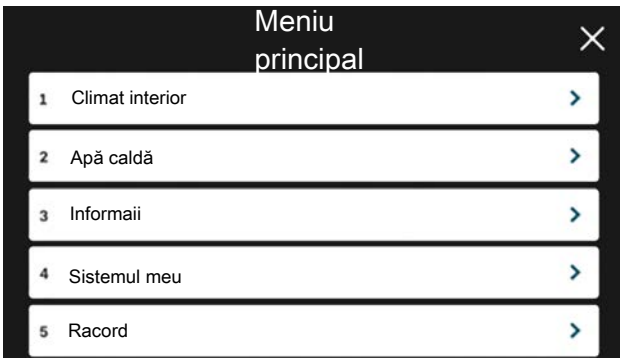 Meniu
principal
1 Climat interior
2 Apă caldă
3 Informaii
4 Sistemul meu
5 Racord